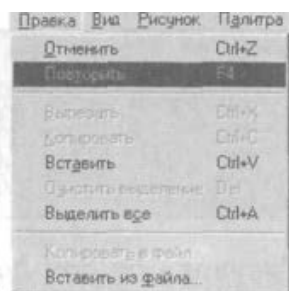 Правка Вид Рисунок Палитра
Отменить Ctrl+Z
Повторить F4
Вырезать Ctrl+X
Копировать Ctrl+C
Вставить Ctrl+V
Очистить выделение Del
Выделить все Ctrl+A
Копировать в файл...
Вставить из файла...